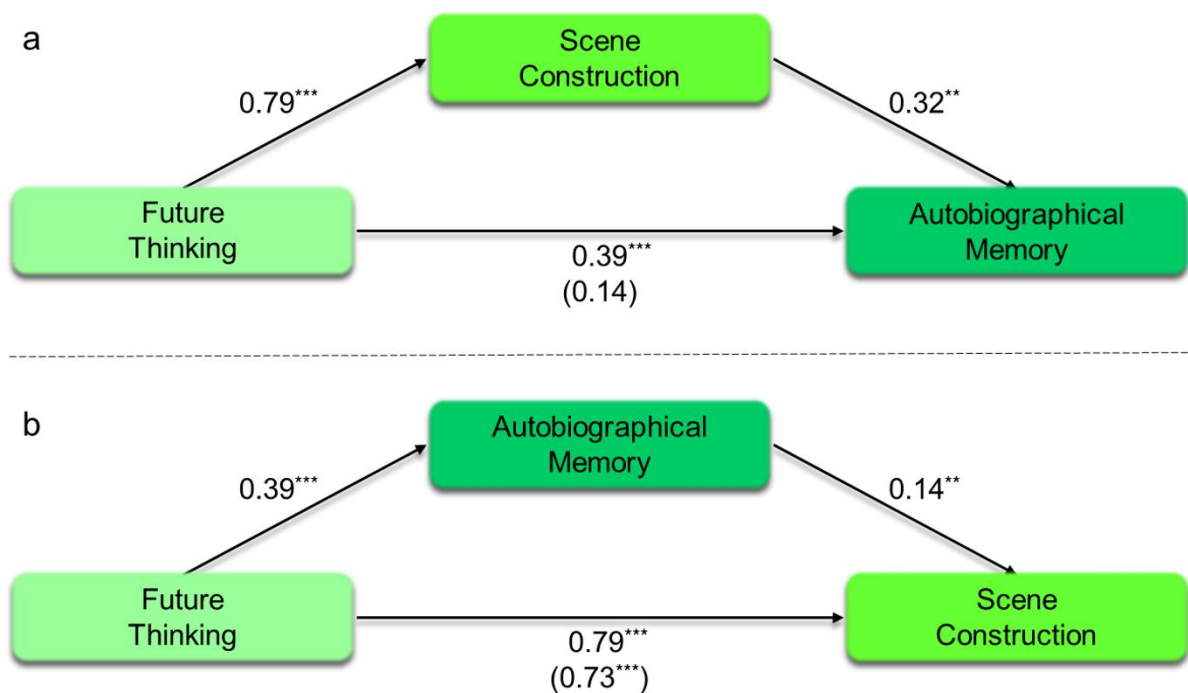 a
Scene
Construction
0.79***
0.32**
Future
Thinking
Autobiographical
Memory
0.39***
(0.14)
b
Autobiographical
Memory
0.39***
0.14**
Future
Thinking
Scene
Construction
0.79***
(0.73***)